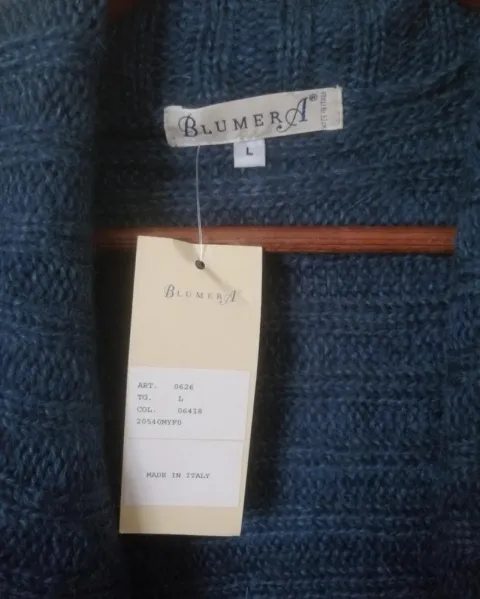 BLUMERA®
L
BLUMERA
ART. 0626
TG. L
COL. 06418
20540MYF0
MADE IN ITALY